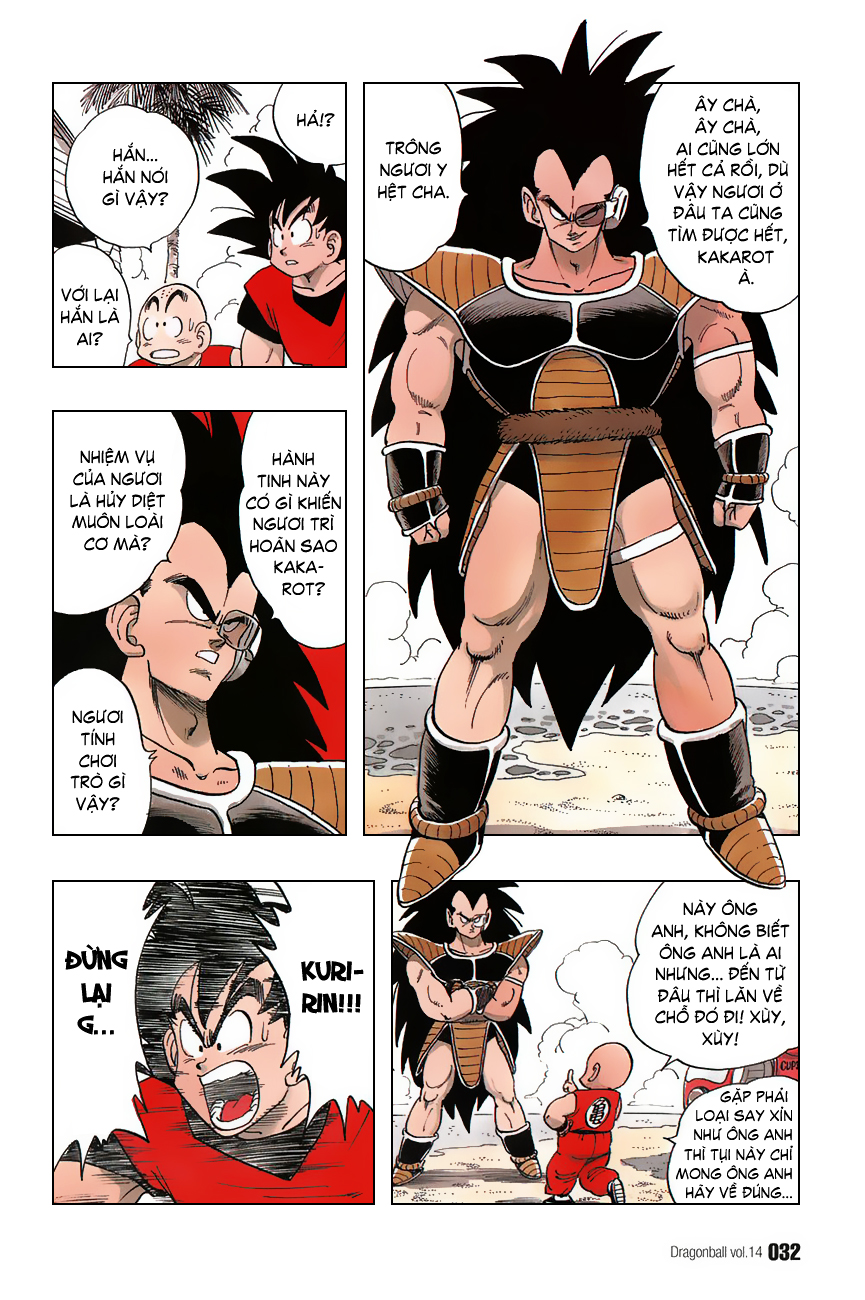 ÂY CHÀ,
ÂY CHÀ,
AI CŨNG LỚN
HẾT CẢ RỒI, DÙ
VẬY NGƯƠI Ở
ĐÂU TA CŨNG
TÌM ĐƯỢC HẾT,
KAKAROT
À.
TRÔNG
NGƯƠI Y
HỆT CHA.
HẢ!?
HẮN...
HẮN NÓI
GÌ VẬY?
VỚI LẠI
HẮN LÀ
AI?
HÀNH
TINH NÀY
CÓ GÌ KHIẾN
NGƯƠI TRÌ
HOÃN SAO
KAKA-
ROT?
NHIỆM VỤ
CỦA NGƯƠI
LÀ HỦY DIỆT
MUÔN LOÀI
CƠ MÀ?
NGƯƠI
TÍNH
CHƠI
TRÒ GÌ
VẬY?
NÀY ÔNG
ANH, KHÔNG BIẾT
ÔNG ANH LÀ AI
NHƯNG... ĐẾN TỪ
ĐÂU THÌ LĂN VỀ
CHỖ ĐÓ ĐI! XÙY,
XÙY!
GẶP PHẢI
LOẠI SAY XỈN
NHƯ ÔNG ANH
THÌ TỤI NÀY CHỈ
MONG ÔNG ANH
HÃY VỀ ĐÚNG...
KURI-
RIN!!!
ĐỪNG
LẠI
G...
Dragonball vol.14 032